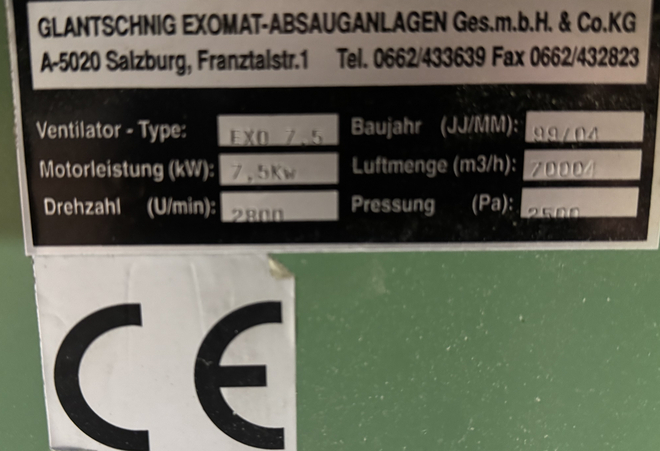 GLANTSCHNIG EXOMAT-ABSAUGANLAGEN Ges.m.b.H. & Co.KG
A-5020 Salzburg, Franztalstr.1 Tel. 0662/433639 Fax 0662/432823
Ventilator - Type: EXO 7.5 Baujahr (JJ/MM): 99/04
Motorleistung (kW): 7,5Kw Luftmenge (m3/h):
Drehzahl (U/min): 2800 Pressung (Pa): 2500
CE